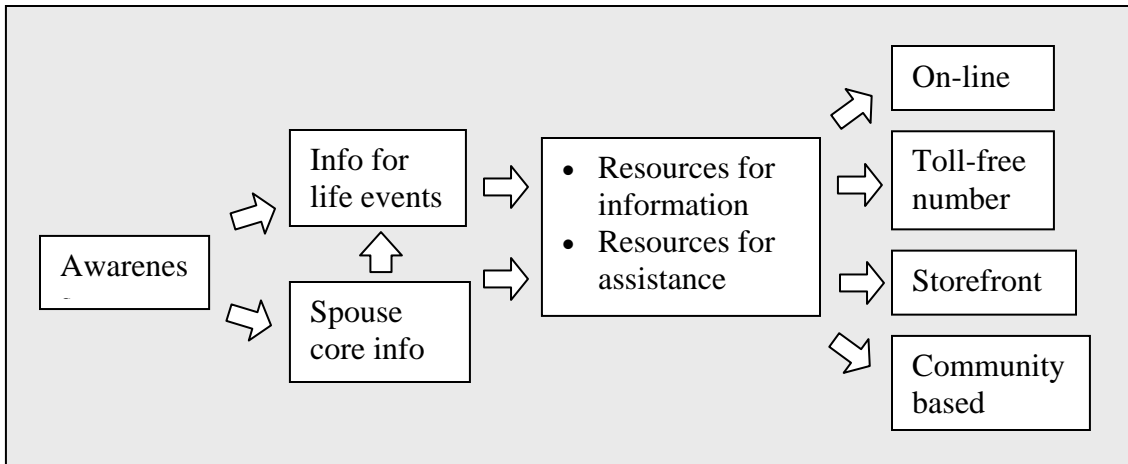 Awarenes
Info for
life events
Spouse
core info
• Resources for
information
• Resources for
assistance
On-line
Toll-free
number
Storefront
Community
based